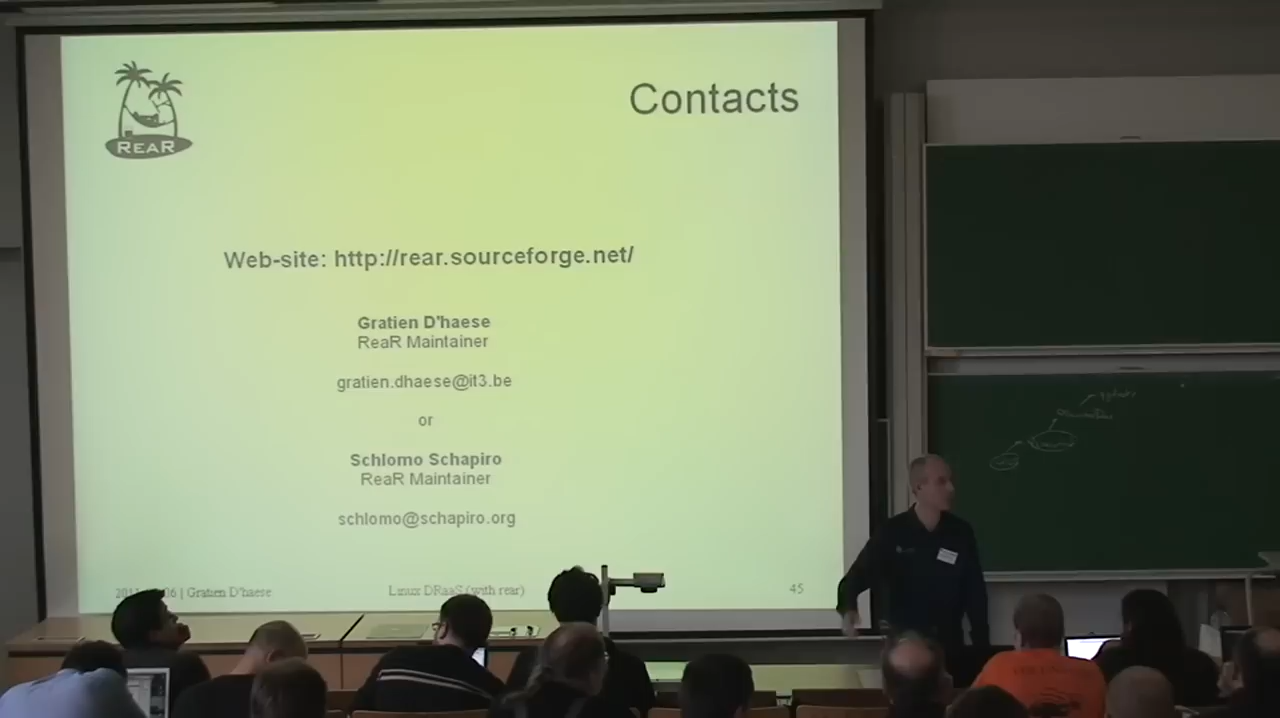 ReaR
Contacts
Web-site: http://rear.sourceforge.net/
Gratien D'haese
ReaR Maintainer
gratien.dhaese@it3.be
or
Schlomo Schapiro
ReaR Maintainer
schlomo@schapiro.org
| Gratien D'haese
Linux DRaaS (with rear)
45